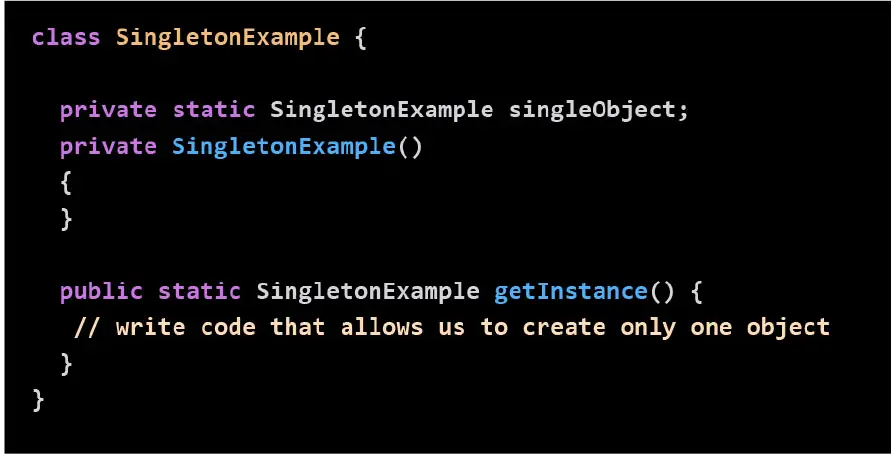 class SingletonExample {
private static SingletonExample singleObject;
private SingletonExample()
{
}
public static SingletonExample getInstance() {
// write code that allows us to create only one object
}
}